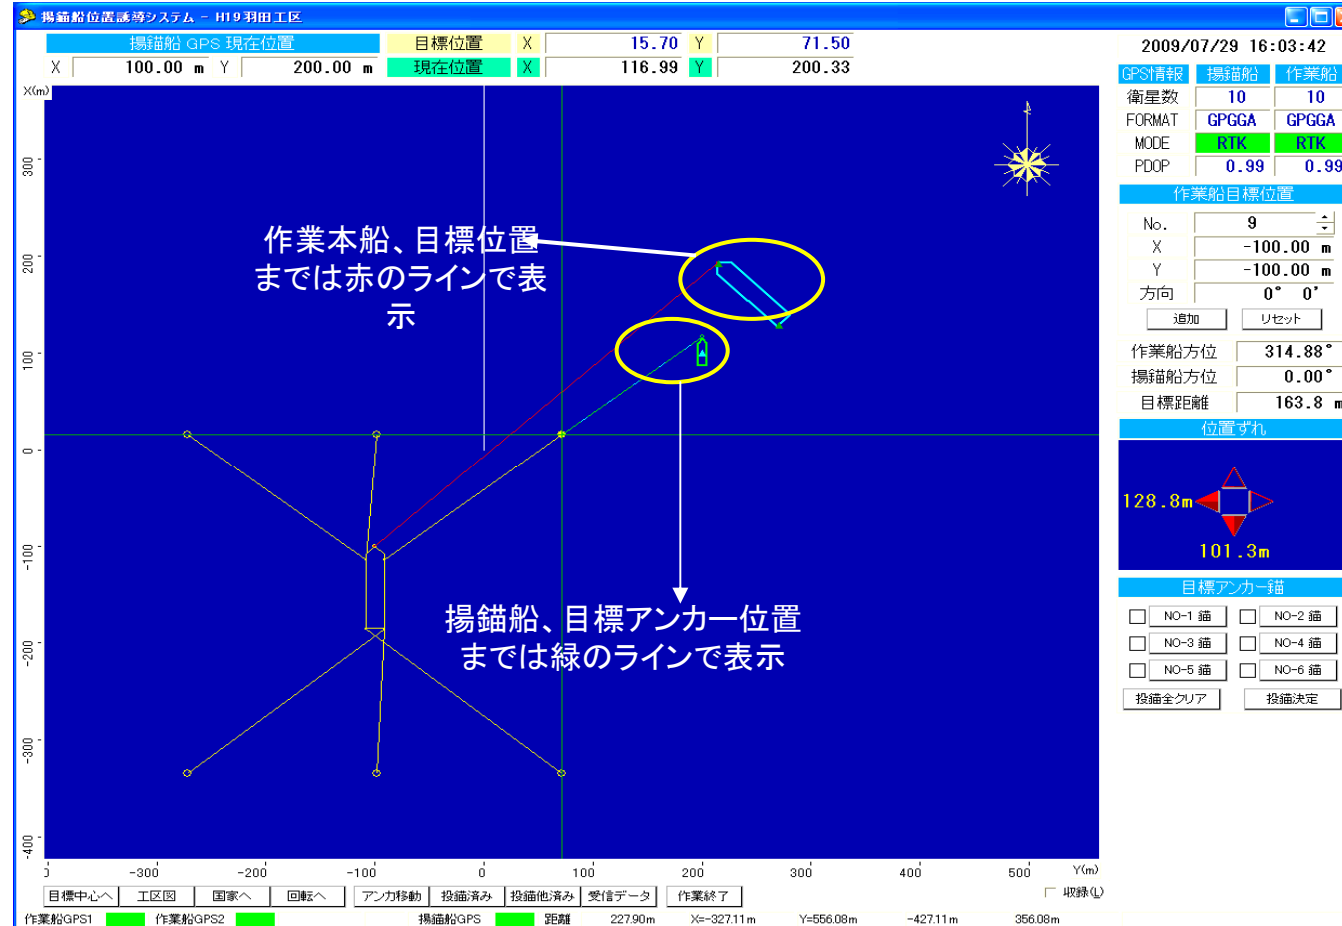 揚錨船位置誘導システム - H19羽田工区
揚錨船 GPS 現在位置
X 100.00 m Y 200.00 m
目標位置 X 15.70 Y 71.50
現在位置 X 116.99 Y 200.33
2009/07/29 16:03:42
GPS情報 揚錨船 作業船
衛星数 10 10
FORMAT GPGGA GPGGA
MODE RTK RTK
PDOP 0.99 0.99
作業船目標位置
No. 9
X -100.00 m
Y -100.00 m
方向 0° 0'
追加 リセット
作業船方位 314.88°
揚錨船方位 0.00°
目標距離 163.8 m
位置ずれ
128.8m
101.3m
目標アンカー錨
NO-1 錨 NO-2 錨
NO-3 錨 NO-4 錨
NO-5 錨 NO-6 錨
投錨全クリア 投錨決定
X(m)
300
200
100
0
-100
-200
-300
-400
作業本船、目標位置
までは赤のラインで表
示
揚錨船、目標アンカー位置
までは緑のラインで表示
-300 -200 -100 0 100 200 300 400 500 Y(m)
目標中心へ 工区図 国家へ 回転へ アンカ移動 投錨済み 投錨他済み 受信データ 作業終了 収録(L)
作業船GPS1 作業船GPS2 揚錨船GPS 距離 227.90m X=-327.11m Y=556.08m -427.11m 356.08m